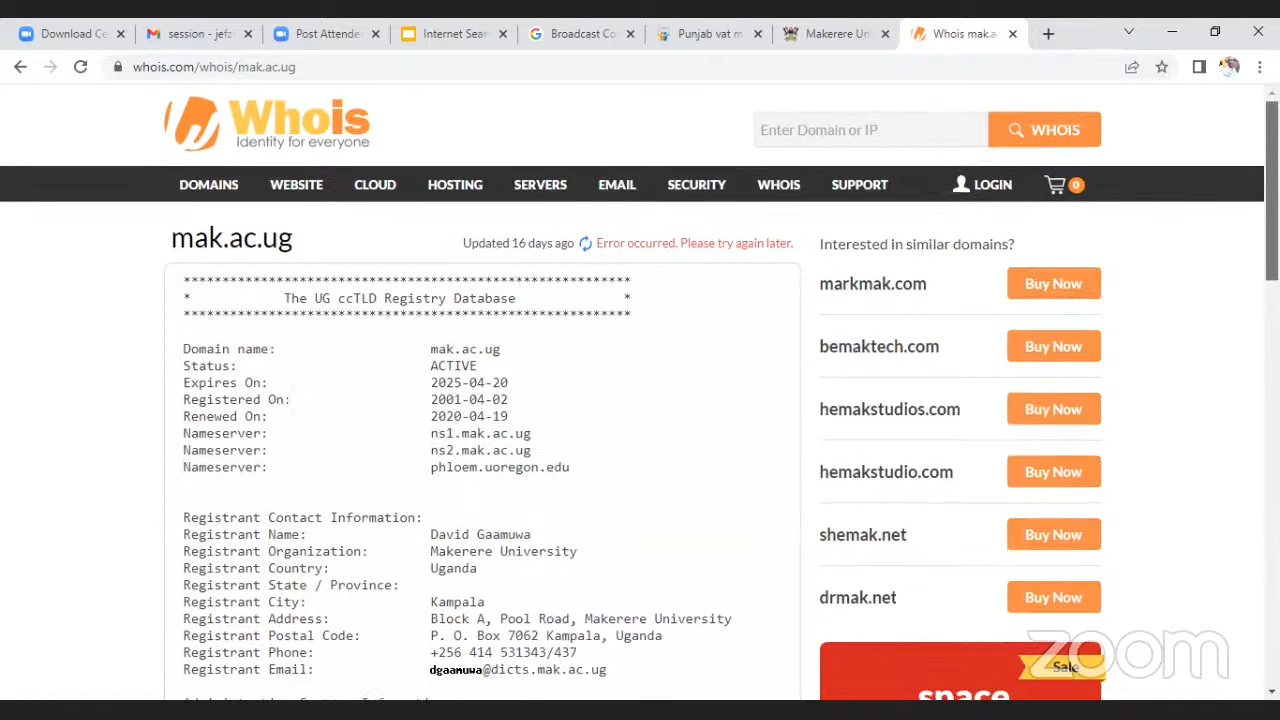 Download Ce
session - jefz
Post Attende
Internet Sear
Broadcast Co
Punjab vat m
Makerere Un
Whois mak.a
whois.com/whois/mak.ac.ug
Whois
Identity for everyone
Enter Domain or IP
WHOIS
DOMAINS WEBSITE CLOUD HOSTING SERVERS EMAIL SECURITY WHOIS SUPPORT LOGIN 0
mak.ac.ug
Updated 16 days ago Error occurred. Please try again later.
*********************************************************
* The UG ccTLD Registry Database *
*********************************************************
Domain name: mak.ac.ug
Status: ACTIVE
Expires On: 2025-04-20
Registered On: 2001-04-02
Renewed On: 2020-04-19
Nameserver: ns1.mak.ac.ug
Nameserver: ns2.mak.ac.ug
Nameserver: phloem.uoregon.edu
Registrant Contact Information:
Registrant Name: David Gaamuwa
Registrant Organization: Makerere University
Registrant Country: Uganda
Registrant State / Province:
Registrant City: Kampala
Registrant Address: Block A, Pool Road, Makerere University
Registrant Postal Code: P. O. Box 7062 Kampala, Uganda
Registrant Phone: +256 414 531343/437
Registrant Email: dgaamuwa@dicts.mak.ac.ug
Interested in similar domains?
markmak.com Buy Now
bemaktech.com Buy Now
hemakstudios.com Buy Now
hemakstudio.com Buy Now
shemak.net Buy Now
drmak.net Buy Now
Sale
space
zoom